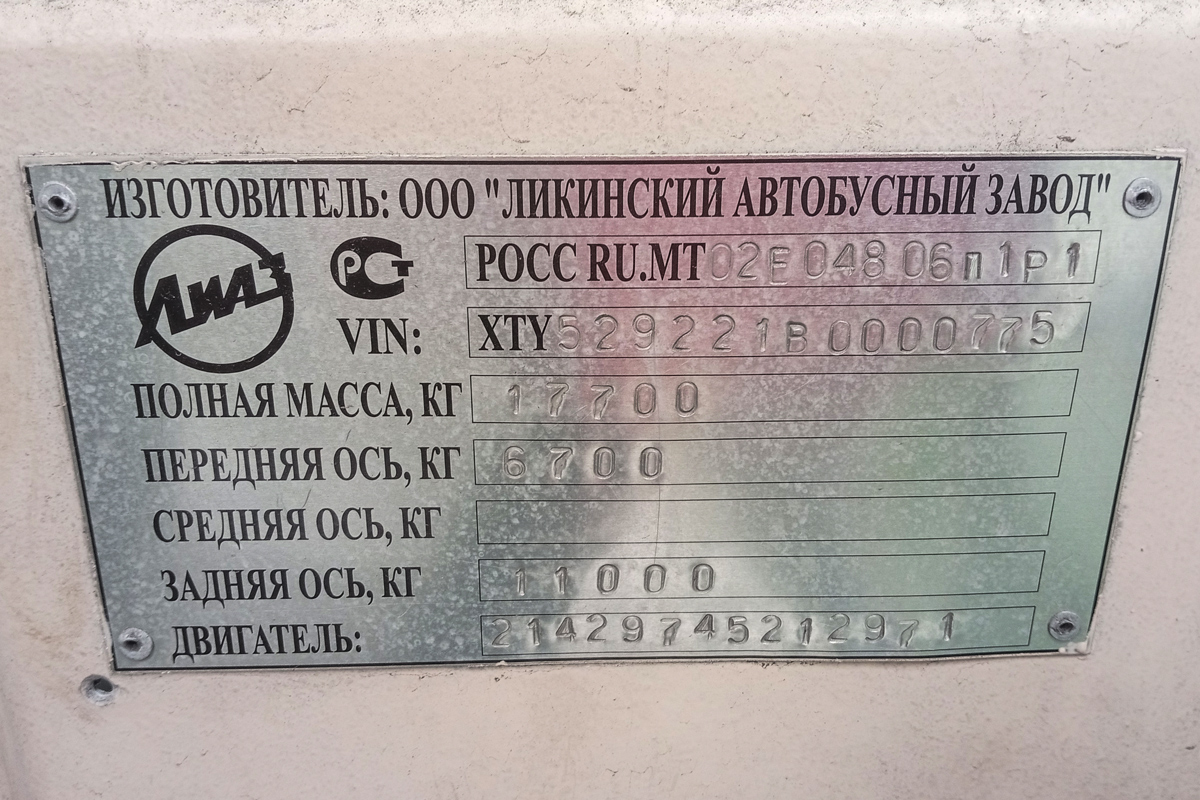 ИЗГОТОВИТЕЛЬ: ООО "ЛИКИНСКИЙ АВТОБУСНЫЙ ЗАВОД"
ЛИАЗ РСТ РОСС RU.МТ02Е04806П1Р1
VIN: XTY529221B0000775
ПОЛНАЯ МАССА, КГ 17700
ПЕРЕДНЯЯ ОСЬ, КГ 6700
СРЕДНЯЯ ОСЬ, КГ
ЗАДНЯЯ ОСЬ, КГ 11000
ДВИГАТЕЛЬ: 21429745212971